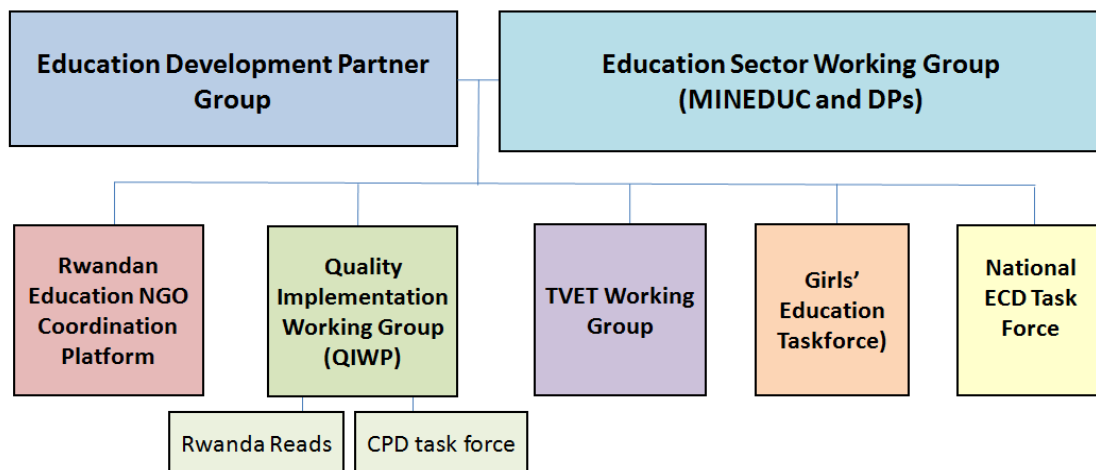 Education Development Partner
Group
Education Sector Working Group
(MINEDUC and DPs)
Rwandan
Education NGO
Coordination
Platform
Quality
Implementation
Working Group
(QIWP)
TVET Working
Group
Girls’
Education
Taskforce)
National
ECD Task
Force
Rwanda Reads
CPD task force